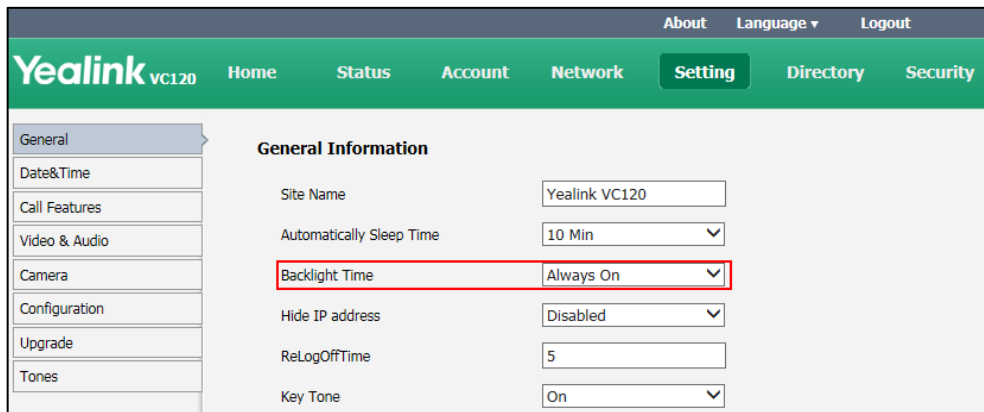 About Language ▾ Logout
Yealink VC120 Home Status Account Network Setting Directory Security
General
Date&Time
Call Features
Video & Audio
Camera
Configuration
Upgrade
Tones
General Information
Site Name Yealink VC120
Automatically Sleep Time 10 Min
Backlight Time Always On
Hide IP address Disabled
ReLogOffTime 5
Key Tone On